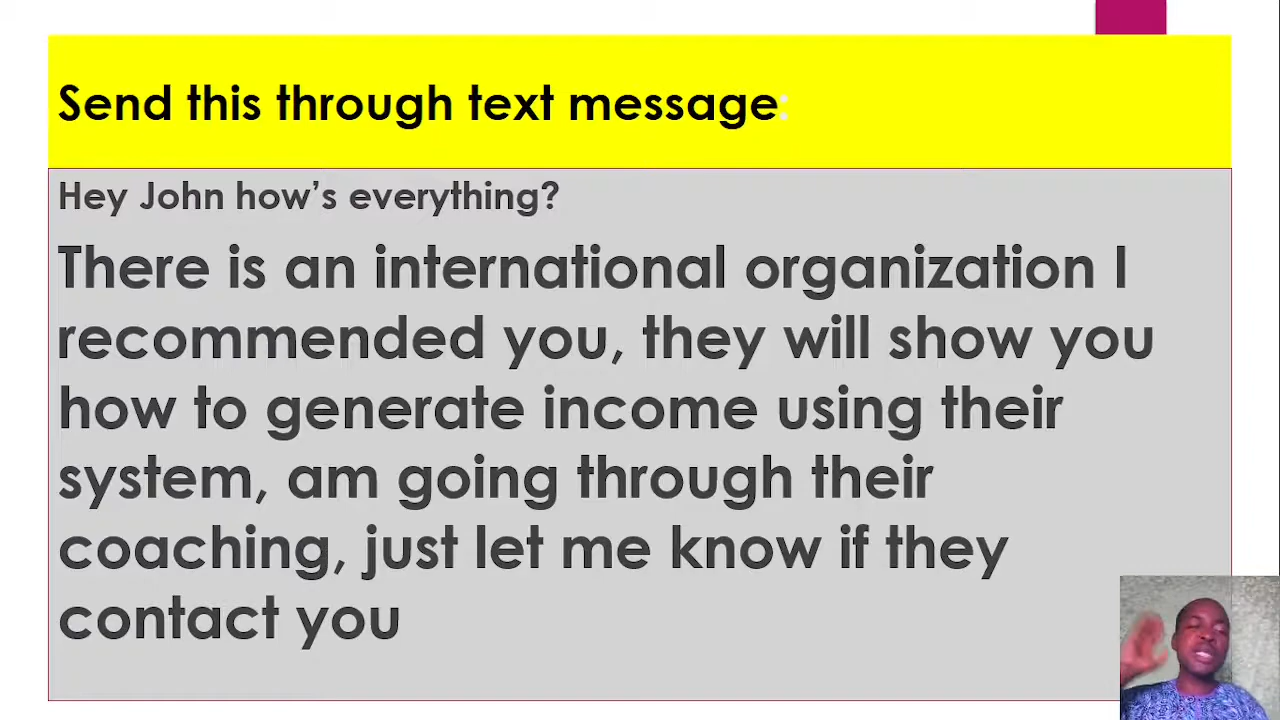 Send this through text message:
Hey John how's everything?
There is an international organization I
recommended you, they will show you
how to generate income using their
system, am going through their
coaching, just let me know if they
contact you